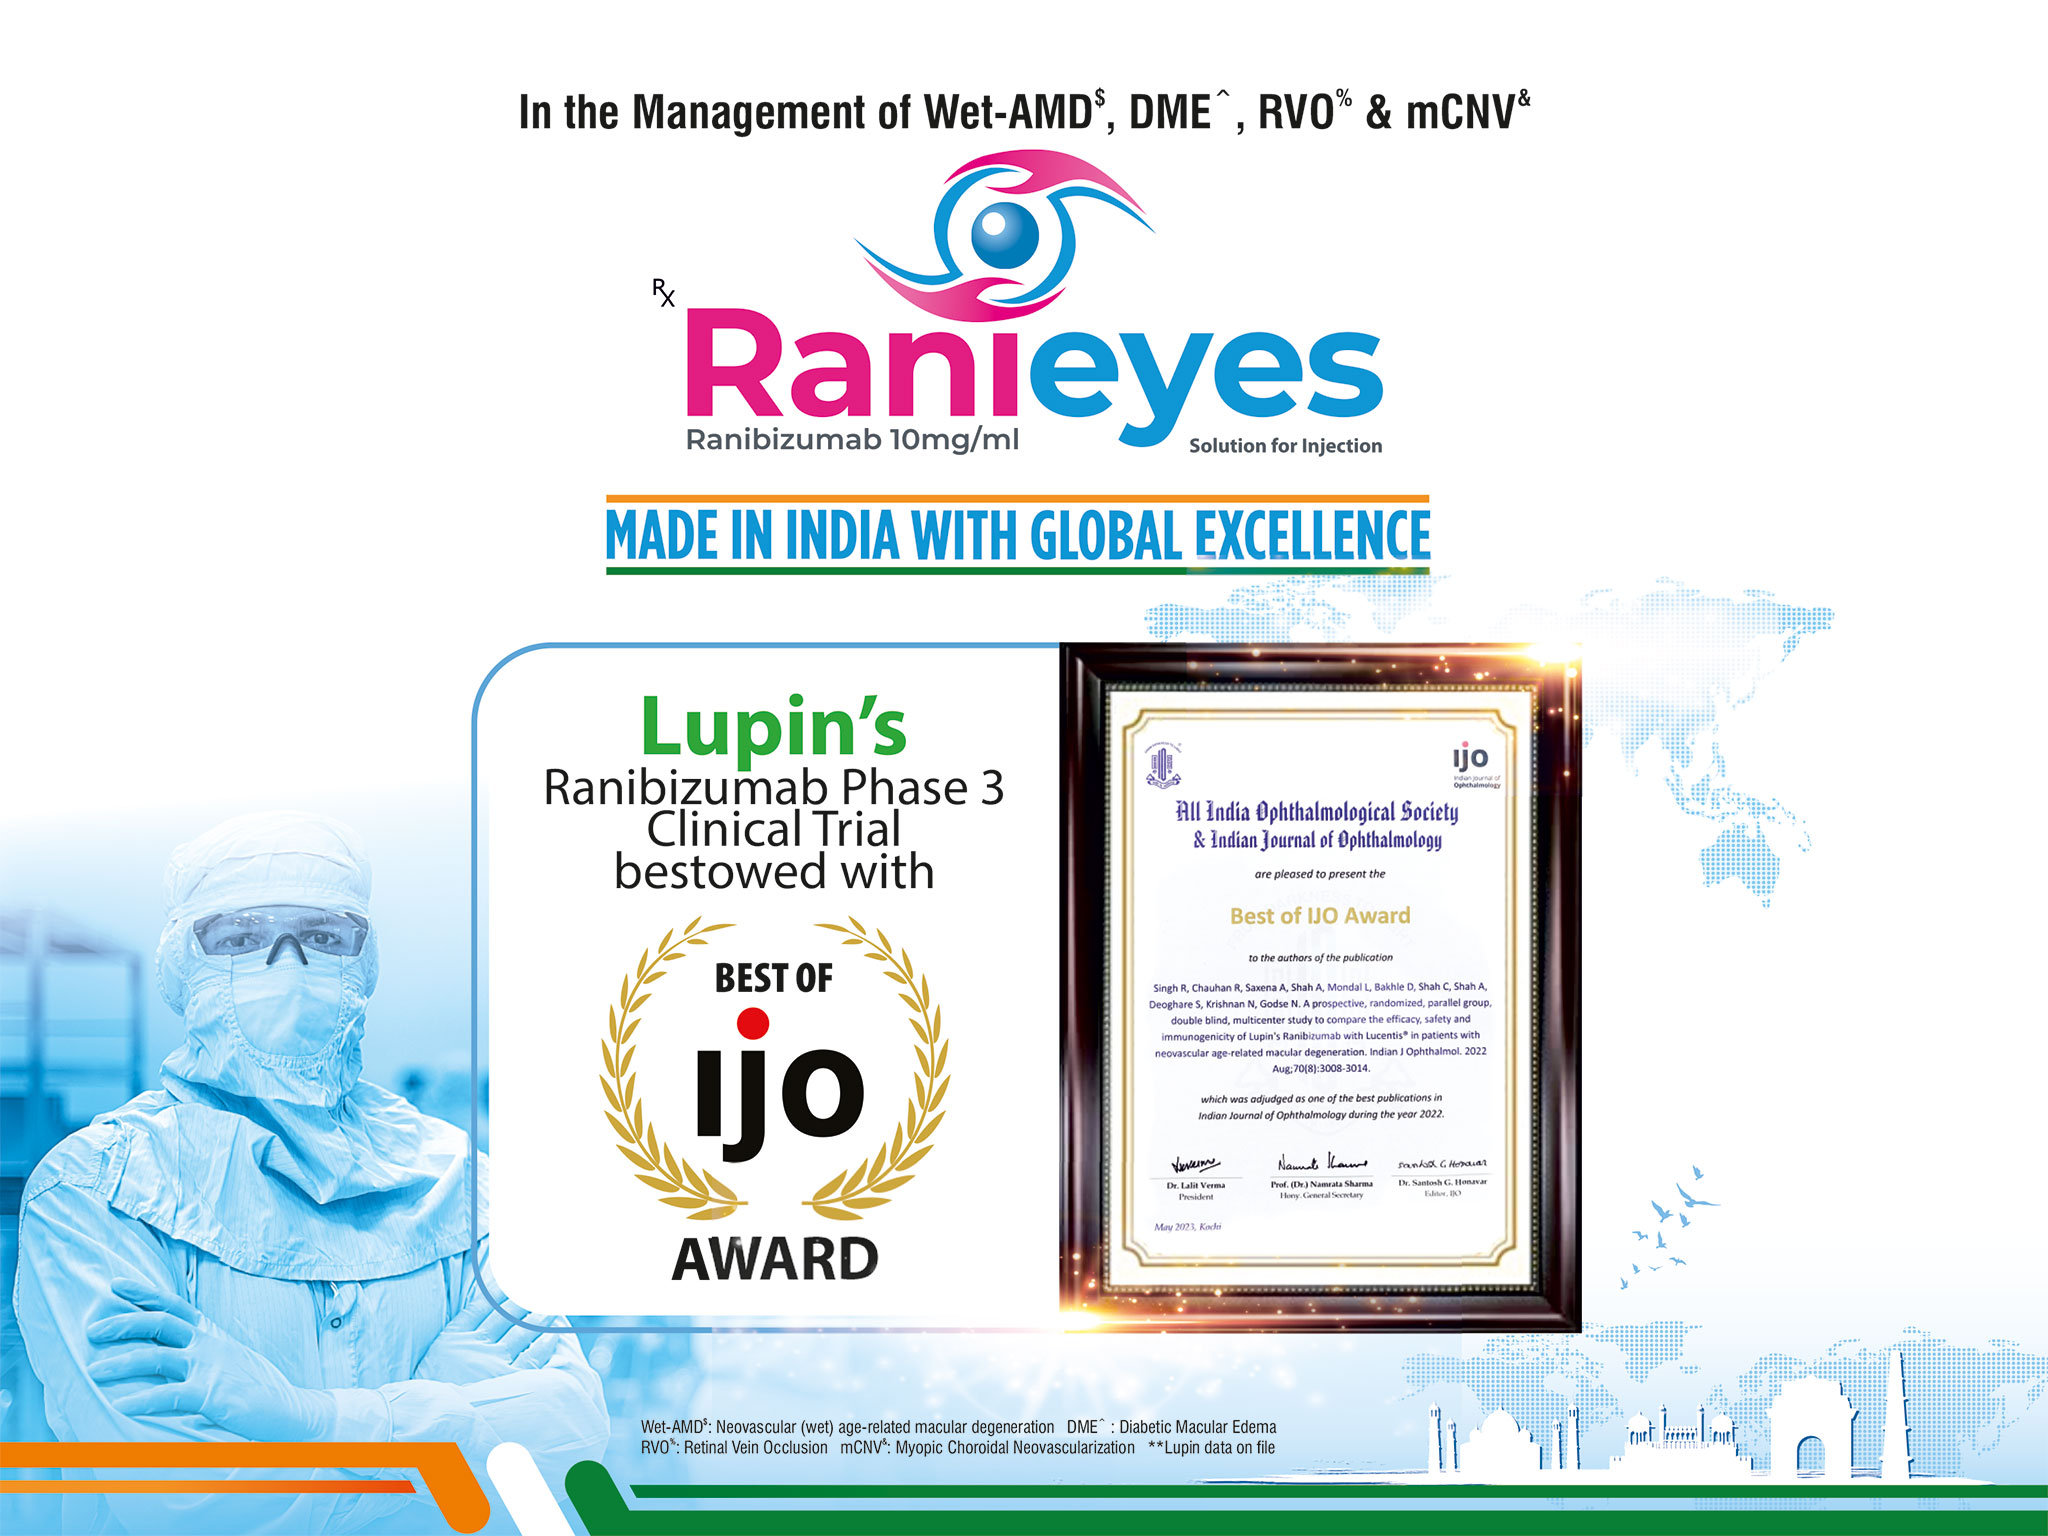 In the Management of Wet-AMD$, DME^, RVO% & mCNV&
Rx
Ranieyes
Ranibizumab 10mg/ml
Solution for Injection
MADE IN INDIA WITH GLOBAL EXCELLENCE
Lupin's
Ranibizumab Phase 3
Clinical Trial
bestowed with
BEST OF
ijo
AWARD
ijo
Indian Journal of
Ophthalmology
All India Ophthalmological Society
& Indian Journal of Ophthalmology
are pleased to present the
Best of IJO Award
to the authors of the publication
Singh R, Chauhan R, Saxena A, Shah A, Mondal L, Bakhle D, Shah C, Shah A,
Deoghare S, Krishnan N, Godse N. A prospective, randomized, parallel group,
double blind, multicenter study to compare the efficacy, safety and
immunogenicity of Lupin's Ranibizumab with Lucentis® in patients with
neovascular age-related macular degeneration. Indian J Ophthalmol. 2022
Aug;70(8):3008-3014.
which was adjudged as one of the best publications in
Indian Journal of Ophthalmology during the year 2022.
Santosh G. Honavar
Dr. Lalit Verma
President
Prof. (Dr.) Namrata Sharma
Hony. General Secretary
Dr. Santosh G. Honavar
Editor, IJO
May 2023, Kochi
Wet-AMD$: Neovascular (wet) age-related macular degeneration DME^ : Diabetic Macular Edema
RVO%: Retinal Vein Occlusion mCNV&: Myopic Choroidal Neovascularization **Lupin data on file